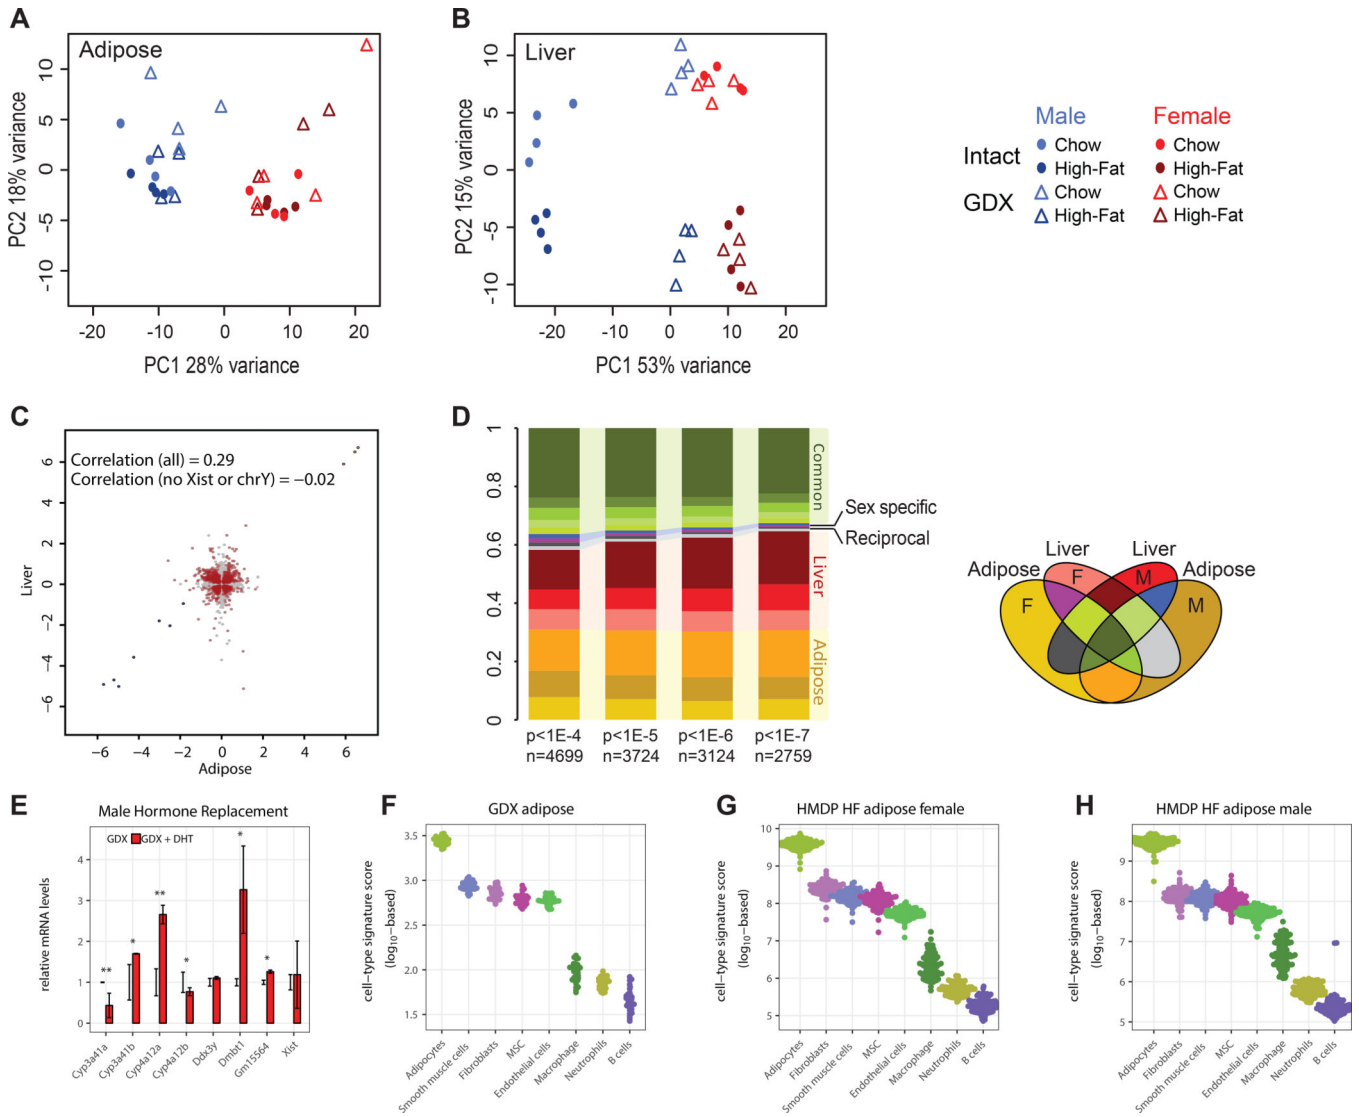 A
Adipose
PC2 18% variance
10
5
0
-5
-10
-20
-10
0
10
20
PC1 28% variance
B
Liver
PC2 15% variance
10
5
0
-5
-10
-20
-10
0
10
20
PC1 53% variance
Male Female
Intact
Chow Chow
High-Fat High-Fat
GDX
Chow Chow
High-Fat High-Fat
C
Correlation (all) = 0.29
Correlation (no Xist or chrY) = −0.02
Liver
6
4
2
0
−2
−4
−6
−6 −4 −2 0 2 4 6
Adipose
D
1
0.8
0.6
0.4
0.2
0
Common
Liver
Adipose
Sex specific
Reciprocal
p<1E-4 p<1E-5 p<1E-6 p<1E-7
n=4699 n=3724 n=3124 n=2759
Liver Liver
Adipose Adipose
F F M M
E
Male Hormone Replacement
GDX GDX + DHT
relative mRNA levels
4
3
2
1
0
** * ** * * *
Cyp3a41a
Cyp3a41b
Cyp4a12a
Cyp4a12b
Ddx3y
Dmbt1
Gm15564
Xist
F
GDX adipose
cell−type signature score
(log10−based)
3.5
3.0
2.5
2.0
1.5
Adipocytes
Smooth muscle cells
Fibroblasts
MSC
Endothelial cells
Macrophage
Neutrophils
B cells
G
HMDP HF adipose female
cell−type signature score
(log10−based)
10
9
8
7
6
5
Adipocytes
Fibroblasts
Smooth muscle cells
MSC
Endothelial cells
Macrophage
Neutrophils
B cells
H
HMDP HF adipose male
cell−type signature score
(log10−based)
9
8
7
6
5
Adipocytes
Fibroblasts
Smooth muscle cells
MSC
Endothelial cells
Macrophage
Neutrophils
B cells